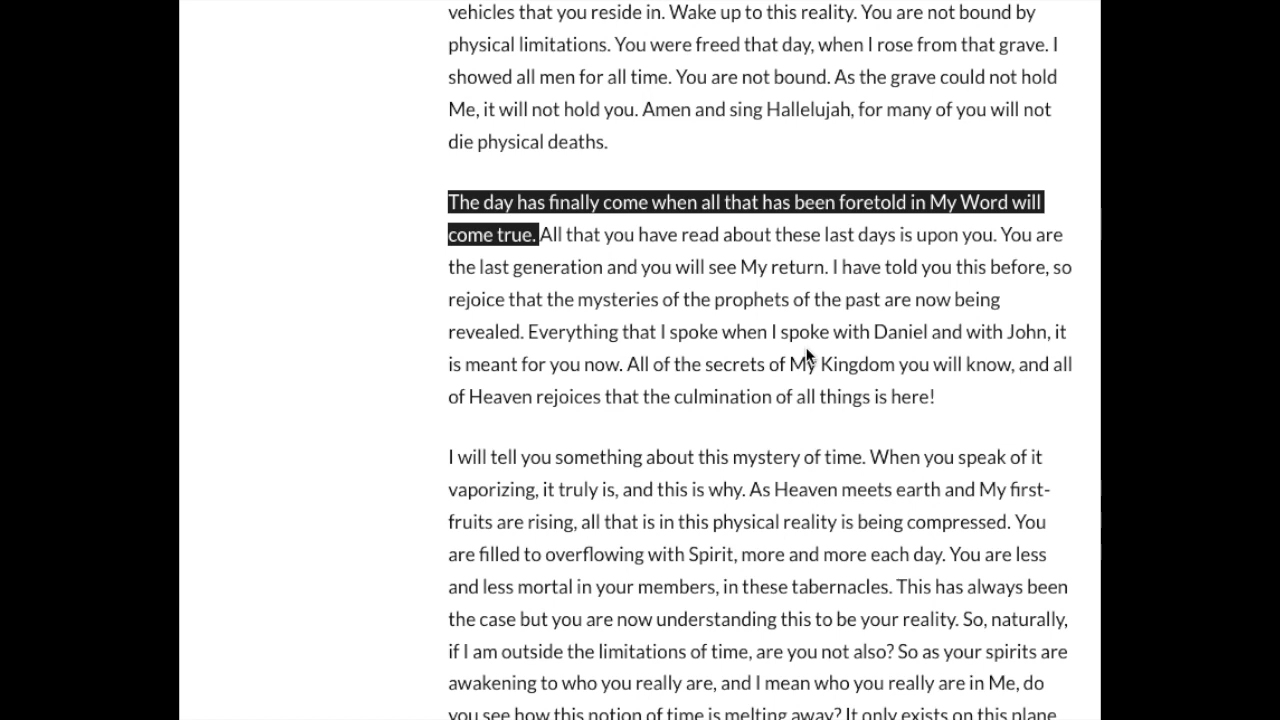 vehicles that you reside in. Wake up to this reality. You are not bound by
physical limitations. You were freed that day, when I rose from that grave. I
showed all men for all time. You are not bound. As the grave could not hold
Me, it will not hold you. Amen and sing Hallelujah, for many of you will not
die physical deaths.
The day has finally come when all that has been foretold in My Word will
come true. All that you have read about these last days is upon you. You are
the last generation and you will see My return. I have told you this before, so
rejoice that the mysteries of the prophets of the past are now being
revealed. Everything that I spoke when I spoke with Daniel and with John, it
is meant for you now. All of the secrets of My Kingdom you will know, and all
of Heaven rejoices that the culmination of all things is here!
I will tell you something about this mystery of time. When you speak of it
vaporizing, it truly is, and this is why. As Heaven meets earth and My first-
fruits are rising, all that is in this physical reality is being compressed. You
are filled to overflowing with Spirit, more and more each day. You are less
and less mortal in your members, in these tabernacles. This has always been
the case but you are now understanding this to be your reality. So, naturally,
if I am outside the limitations of time, are you not also? So as your spirits are
awakening to who you really are, and I mean who you really are in Me, do
you see how this notion of time is melting away? It only exists on this plane